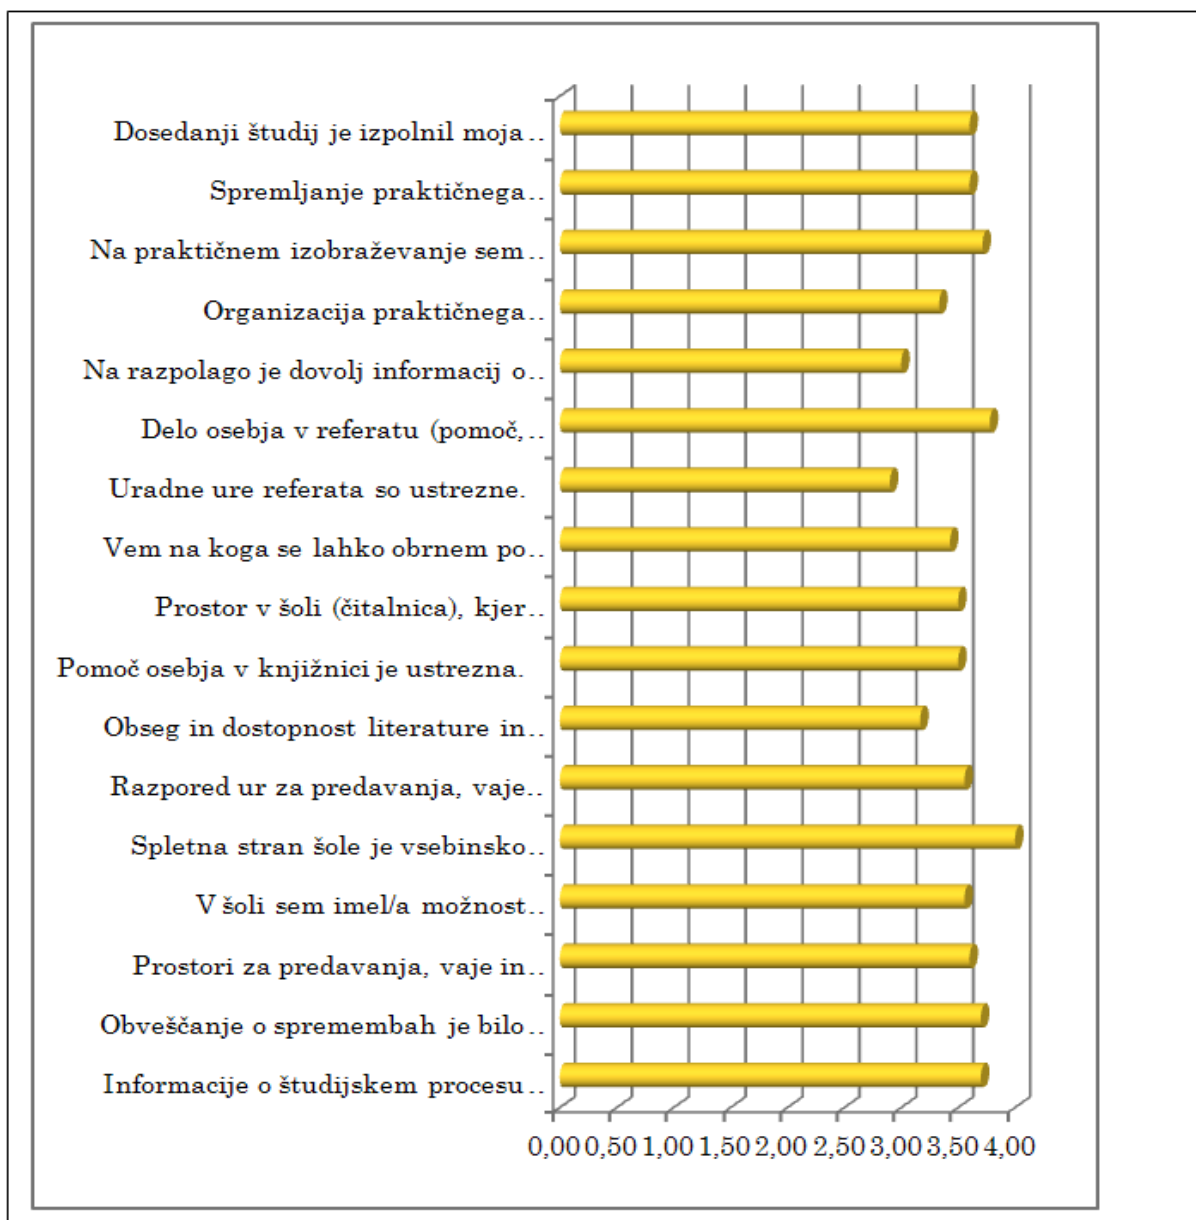 Dosedanji študij je izpolnil moja..
Spremljanje praktičnega..
Na praktičnem izobraževanje sem..
Organizacija praktičnega..
Na razpolago je dovolj informacij o..
Delo osebja v referatu (pomoč,..
Uradne ure referata so ustrezne.
Vem na koga se lahko obrnem po..
Prostor v šoli (čitalnica), kjer..
Pomoč osebja v knjižnici je ustrezna.
Obseg in dostopnost literature in..
Razpored ur za predavanja, vaje..
Spletna stran šole je vsebinsko..
V šoli sem imel/a možnost..
Prostori za predavanja, vaje in..
Obveščanje o spremembah je bilo..
Informacije o študijskem procesu..
0,00 0,50 1,00 1,50 2,00 2,50 3,00 3,50 4,00